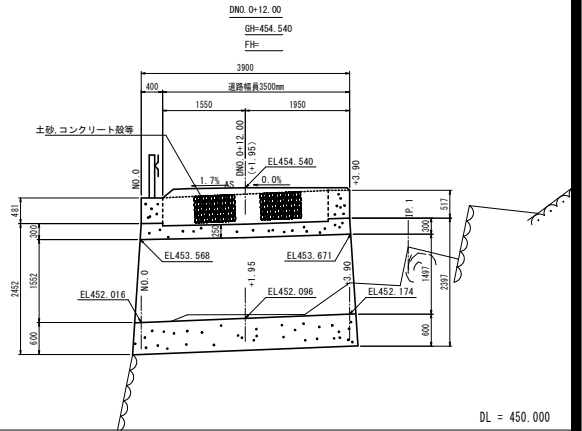 DNO.0+12.00
GH=454.540
FH=
3900
400
道路幅員3500mm
1550
1950
土砂,コンクリート殻等
NO.0
DNO.0+12.00
(+1.95)
EL454.540
+3.90
1.7%
AS
0.0%
481
517
IP.1
300
250
300
EL453.568
EL453.671
2452
1552
NO.0
+1.95
+3.90
1497
2397
EL452.016
EL452.096
EL452.174
600
600
DL = 450.000